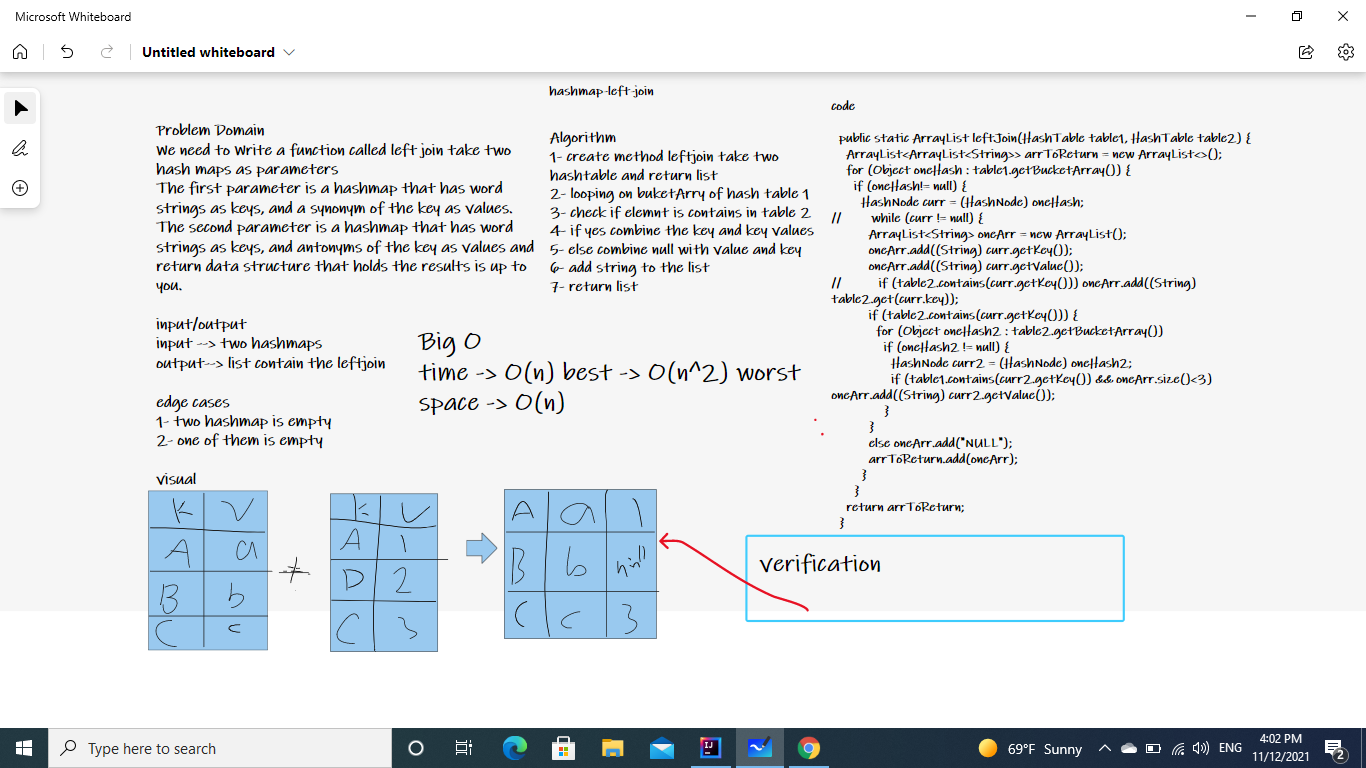 Microsoft Whiteboard
Untitled whiteboard
hashmap-left-join
Problem Domain
We need to Write a function called left join take two
hash maps as parameters
The first parameter is a hashmap that has word
strings as keys, and a synonym of the key as values.
The second parameter is a hashmap that has word
strings as keys, and antonyms of the key as values and
return data structure that holds the results is up to
you.
input/output
input --> two hashmaps
output--> list contain the leftjoin
edge cases
1- two hashmap is empty
2- one of them is empty
visual
Algorithm
1- create method leftjoin take two
hashtable and return list
2- looping on buketArry of hash table 1
3- check if elemnt is contains in table 2
4- if yes combine the key and key values
5- else combine null with value and key
6- add string to the list
7- return list
Big O
time -> O(n) best -> O(n^2) worst
space -> O(n)
code
public static ArrayList leftJoin(HashTable table1, HashTable table2) {
ArrayList<ArrayList<String>> arrToReturn = new ArrayList<>();
for (Object oneHash : table1.getBucketArray()) {
if (oneHash!= null) {
HashNode curr = (HashNode) oneHash;
// while (curr != null) {
ArrayList<String> oneArr = new ArrayList();
oneArr.add((String) curr.getKey());
oneArr.add((String) curr.getValue());
// if (table2.contains(curr.getKey())) oneArr.add((String)
table2.get(curr.key));
if (table2.contains(curr.getKey())) {
for (Object oneHash2 : table2.getBucketArray())
if (oneHash2 != null) {
HashNode curr2 = (HashNode) oneHash2;
if (table1.contains(curr2.getKey()) && oneArr.size()<3)
oneArr.add((String) curr2.getValue());
}
}
else oneArr.add("NULL");
arrToReturn.add(oneArr);
}
}
return arrToReturn;
}
K V
A a
B b
C c
K V
A 1
D 2
C 3
A a 1
B b null
C c 3
verification
Type here to search
69°F Sunny
ENG
4:02 PM
11/12/2021
2